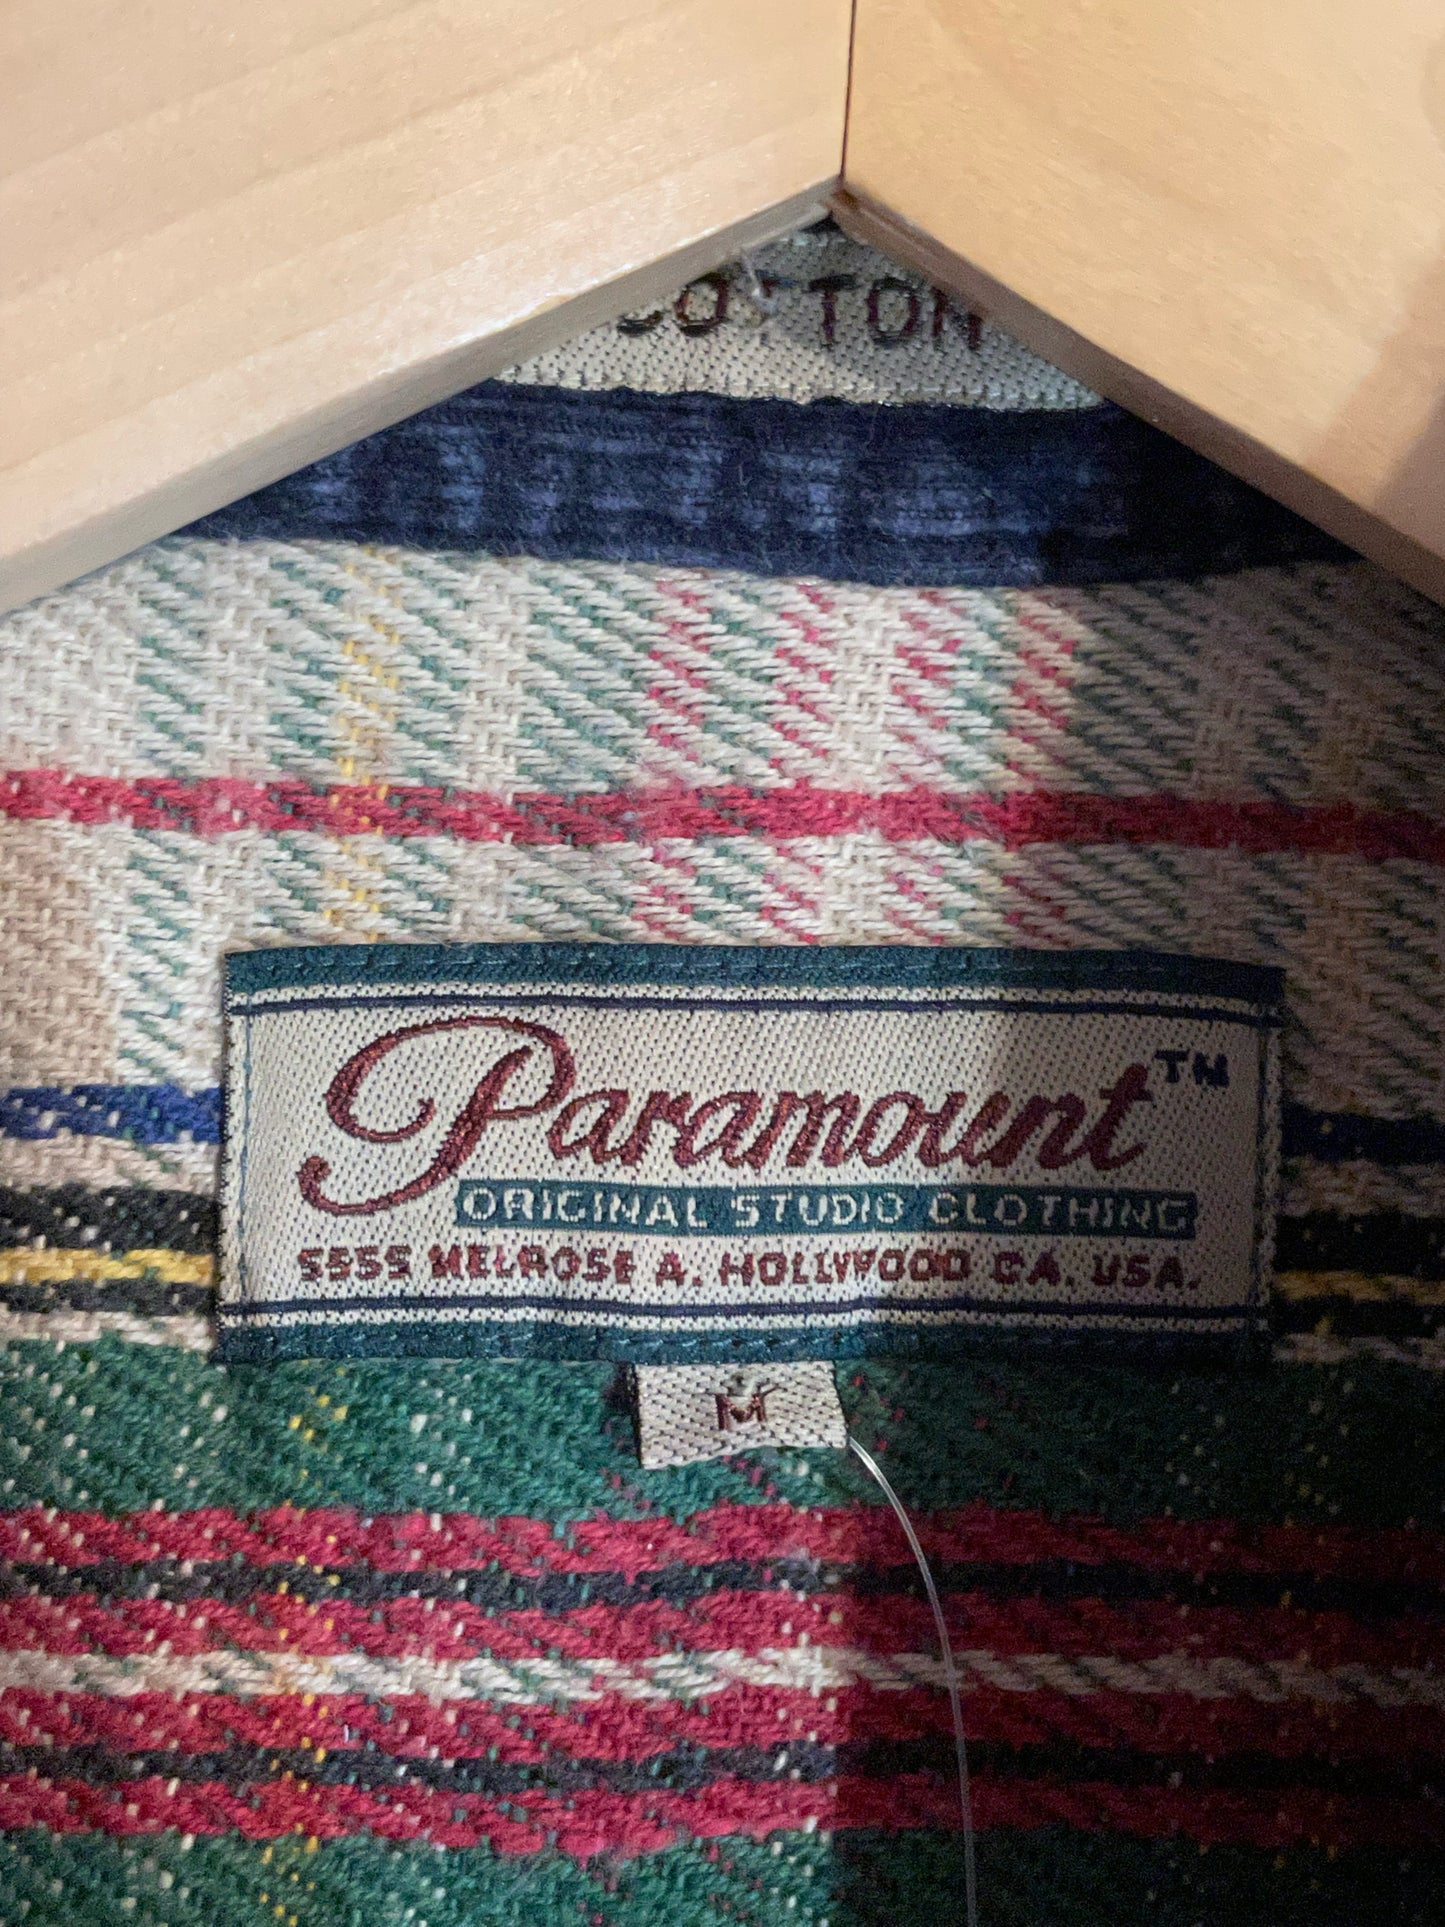 COTTON
Paramount™
ORIGINAL STUDIO CLOTHING
5555 MELROSE A. HOLLYWOOD CA. USA.
M